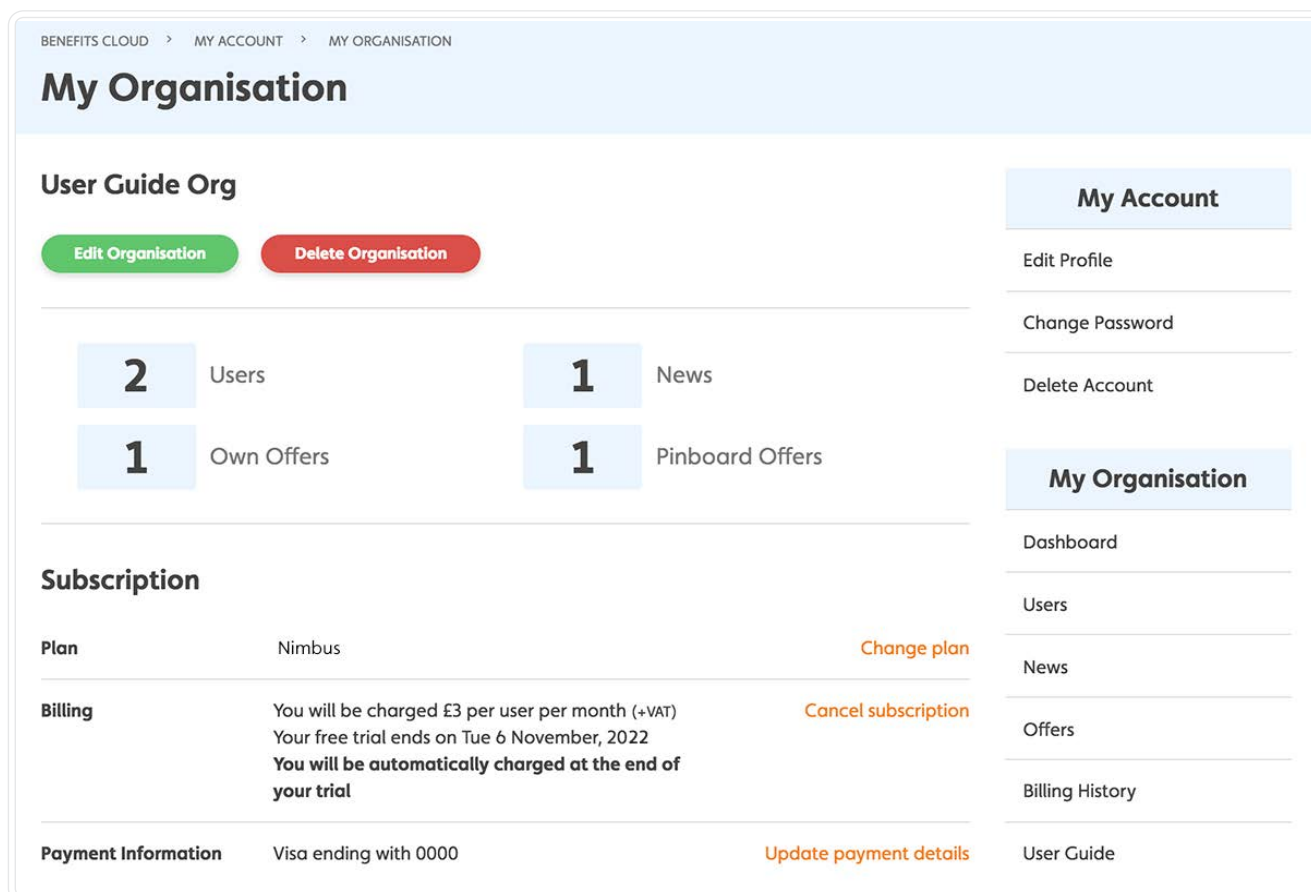 BENEFITS CLOUD > MY ACCOUNT > MY ORGANISATION
My Organisation
User Guide Org
Edit Organisation
Delete Organisation
2 Users
1 News
1 Own Offers
1 Pinboard Offers
Subscription
Plan Nimbus Change plan
Billing You will be charged £3 per user per month (+VAT) Cancel subscription
Your free trial ends on Tue 6 November, 2022
You will be automatically charged at the end of
your trial
Payment Information Visa ending with 0000 Update payment details
My Account
Edit Profile
Change Password
Delete Account
My Organisation
Dashboard
Users
News
Offers
Billing History
User Guide